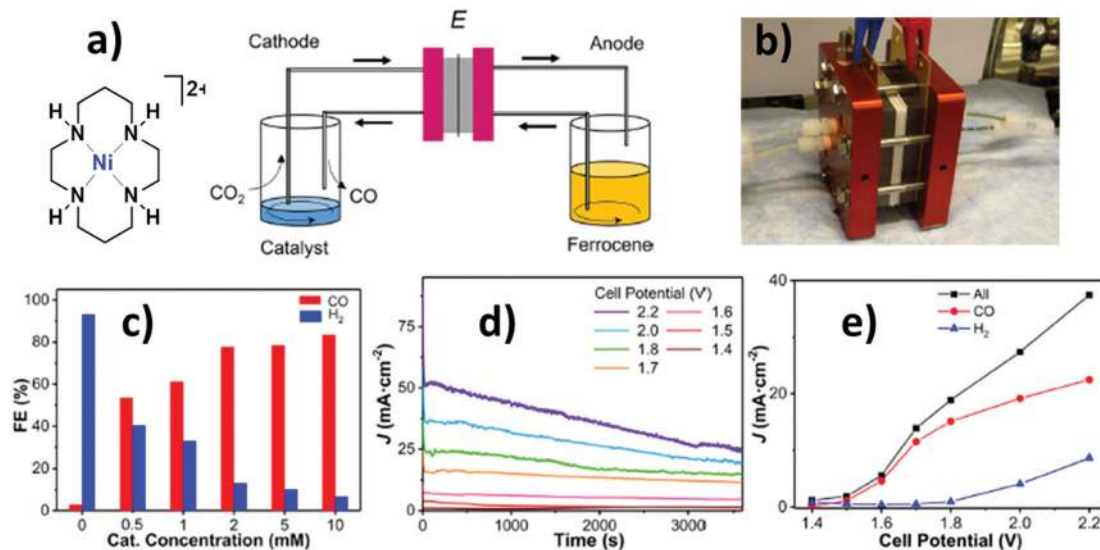 a)
Cathode
E
Anode
b)
]2+
H
H
N
N
Ni
N
N
H
H
CO2
CO
Catalyst
Ferrocene
c)
CO
H2
100
80
60
40
20
0
FE (%)
0
0.5
1
2
5
10
Cat. Concentration (mM)
d)
Cell Potential (V)
2.2
1.6
2.0
1.5
1.8
1.4
1.7
75
50
25
0
J (mA·cm-2)
0
1000
2000
3000
Time (s)
e)
All
CO
H2
40
20
0
J (mA·cm-2)
1.4
1.6
1.8
2.0
2.2
Cell Potential (V)